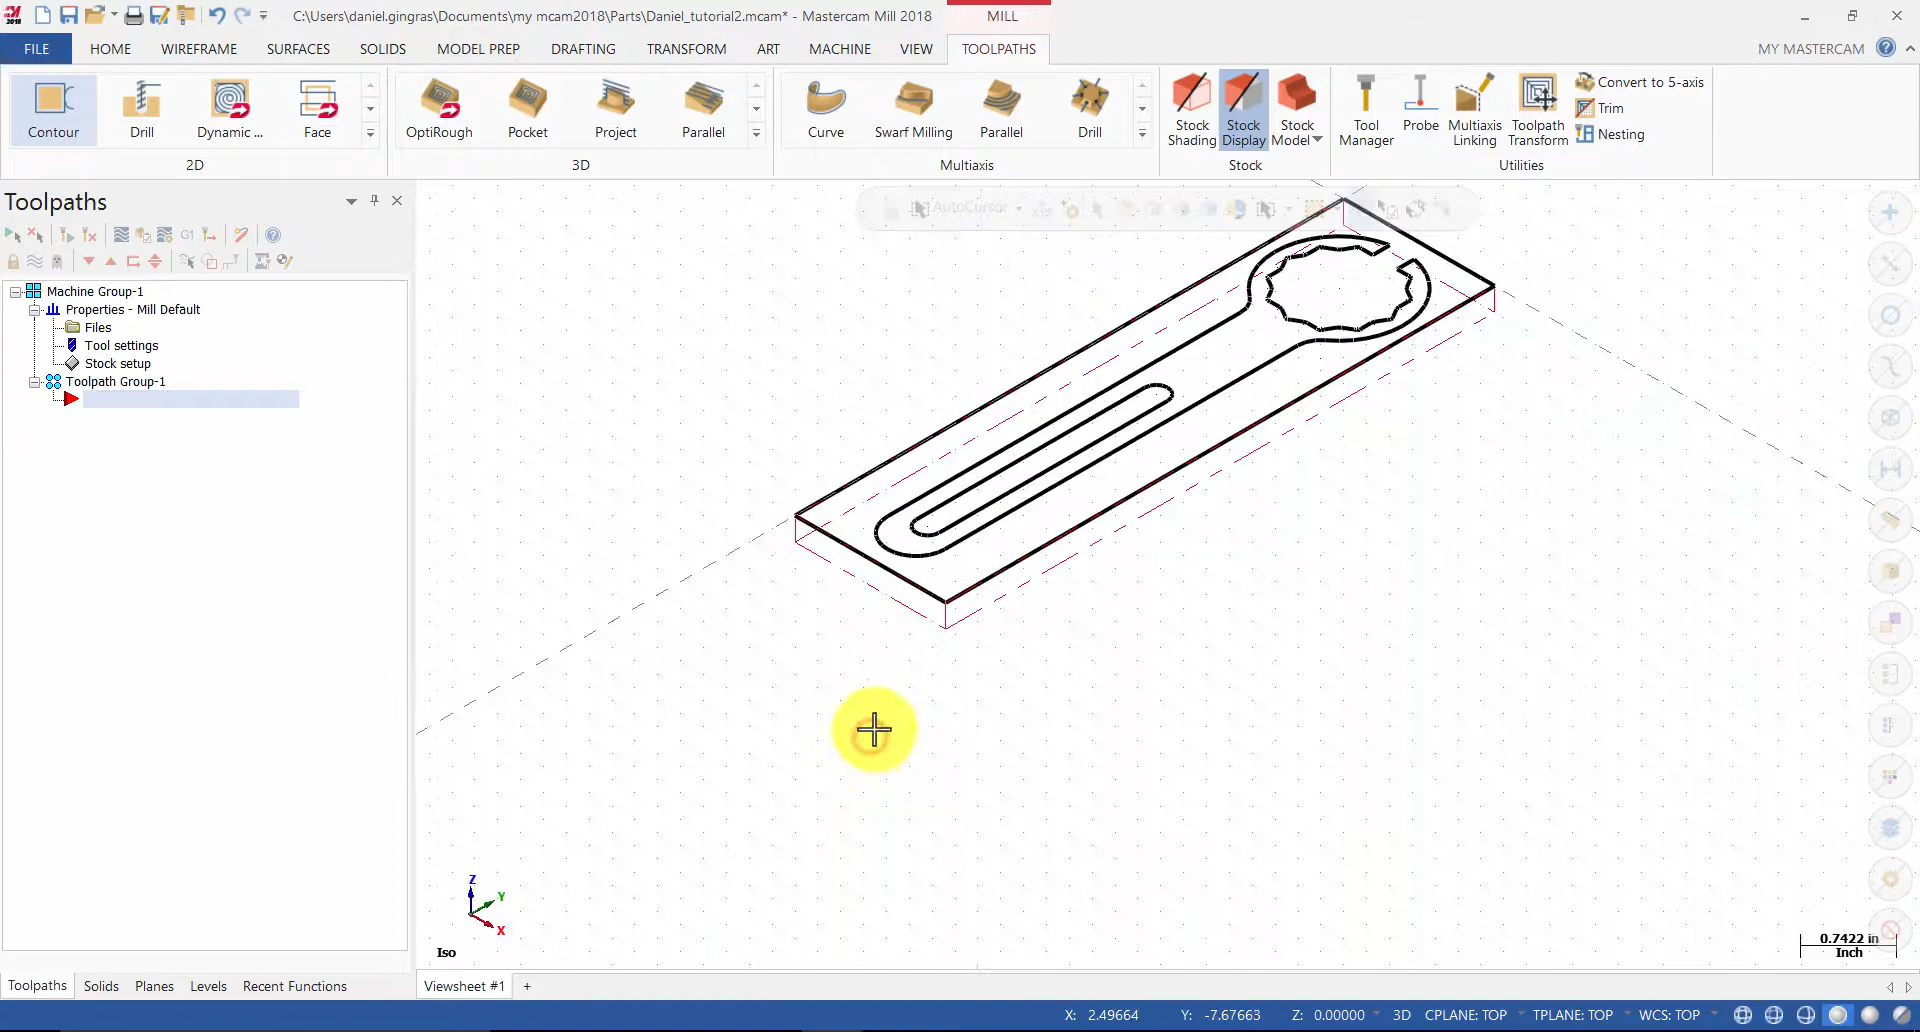 C:\Users\daniel.gingras\Documents\my mcam2018\Parts\Daniel_tutorial2.mcam* - Mastercam Mill 2018
MILL
FILE HOME WIREFRAME SURFACES SOLIDS MODEL PREP DRAFTING TRANSFORM ART MACHINE VIEW TOOLPATHS MY MASTERCAM
Contour Drill Dynamic ... Face
2D
OptiRough Pocket Project Parallel
3D
Curve Swarf Milling Parallel Drill
Multiaxis
Stock Shading Stock Display Stock Model
Stock
Tool Manager Probe Multiaxis Linking Toolpath Transform
Convert to 5-axis
Trim
Nesting
Utilities
Toolpaths
AutoCursor
G1
Machine Group-1
Properties - Mill Default
Files
Tool settings
Stock setup
Toolpath Group-1
Z
Y
X
Iso
0.7422 in
Inch
Toolpaths Solids Planes Levels Recent Functions
Viewsheet #1 +
X: 2.49664 Y: -7.67663 Z: 0.00000 3D CPLANE: TOP TPLANE: TOP WCS: TOP